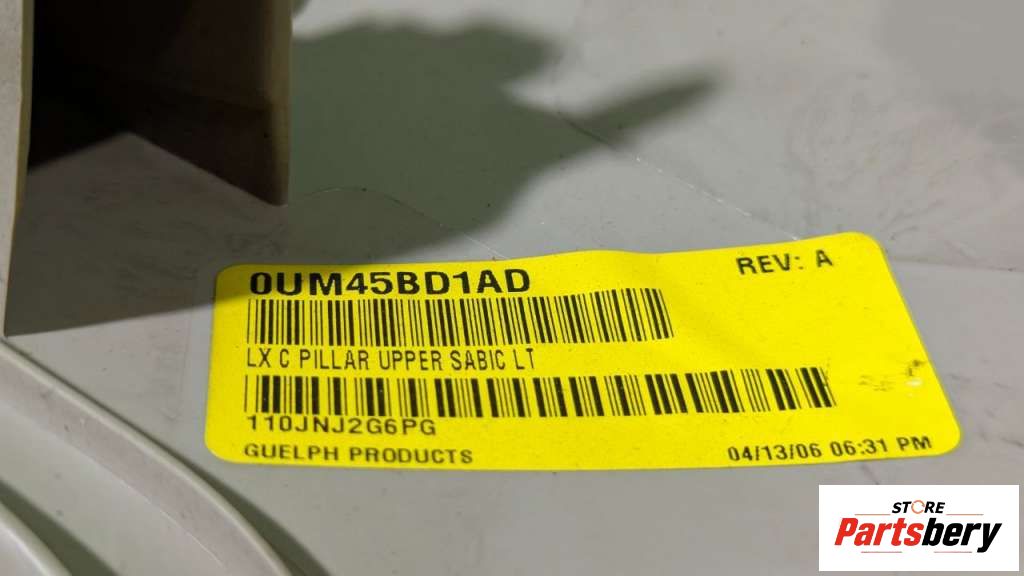 0UM45BD1AD
REV: A
LX C PILLAR UPPER SABIC LT
110JNJ2G6PG
GUELPH PRODUCTS
04/13/06 06:31 PM
STORE
Partsbery